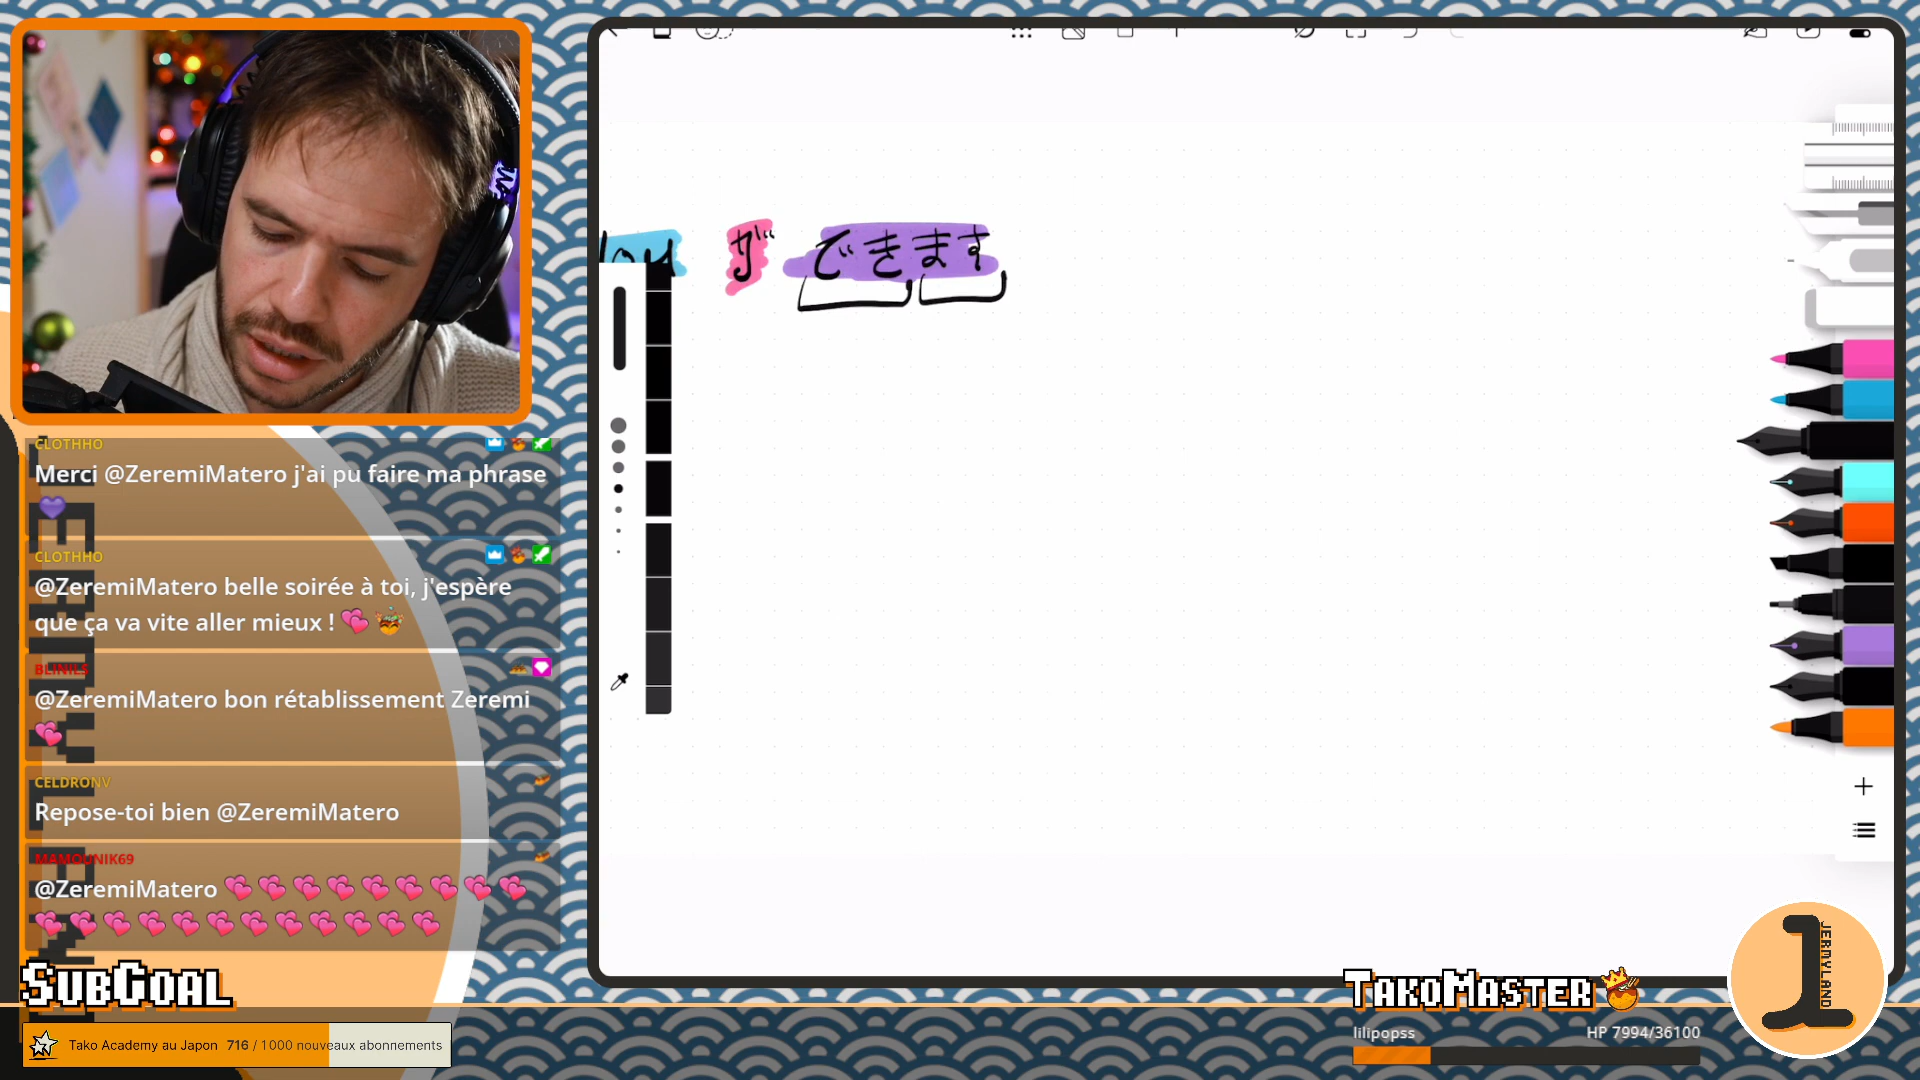 が できます
CLOTHHO
Merci @ZeremiMatero j'ai pu faire ma phrase
💜
CLOTHHO
@ZeremiMatero belle soirée à toi, j'espère
que ça va vite aller mieux ! 💕
BLINILS
@ZeremiMatero bon rétablissement Zeremi
💕
CELDRONV
Repose-toi bien @ZeremiMatero
MAMOUNIK69
@ZeremiMatero 💕 💕 💕 💕 💕 💕 💕 💕 💕
💕 💕 💕 💕 💕 💕 💕 💕 💕 💕 💕 💕
SUBGOAL
Tako Academy au Japon 716 / 1000 nouveaux abonnements
TAKOMASTER
lilipopss HP 7994/36100
JERMYLAND